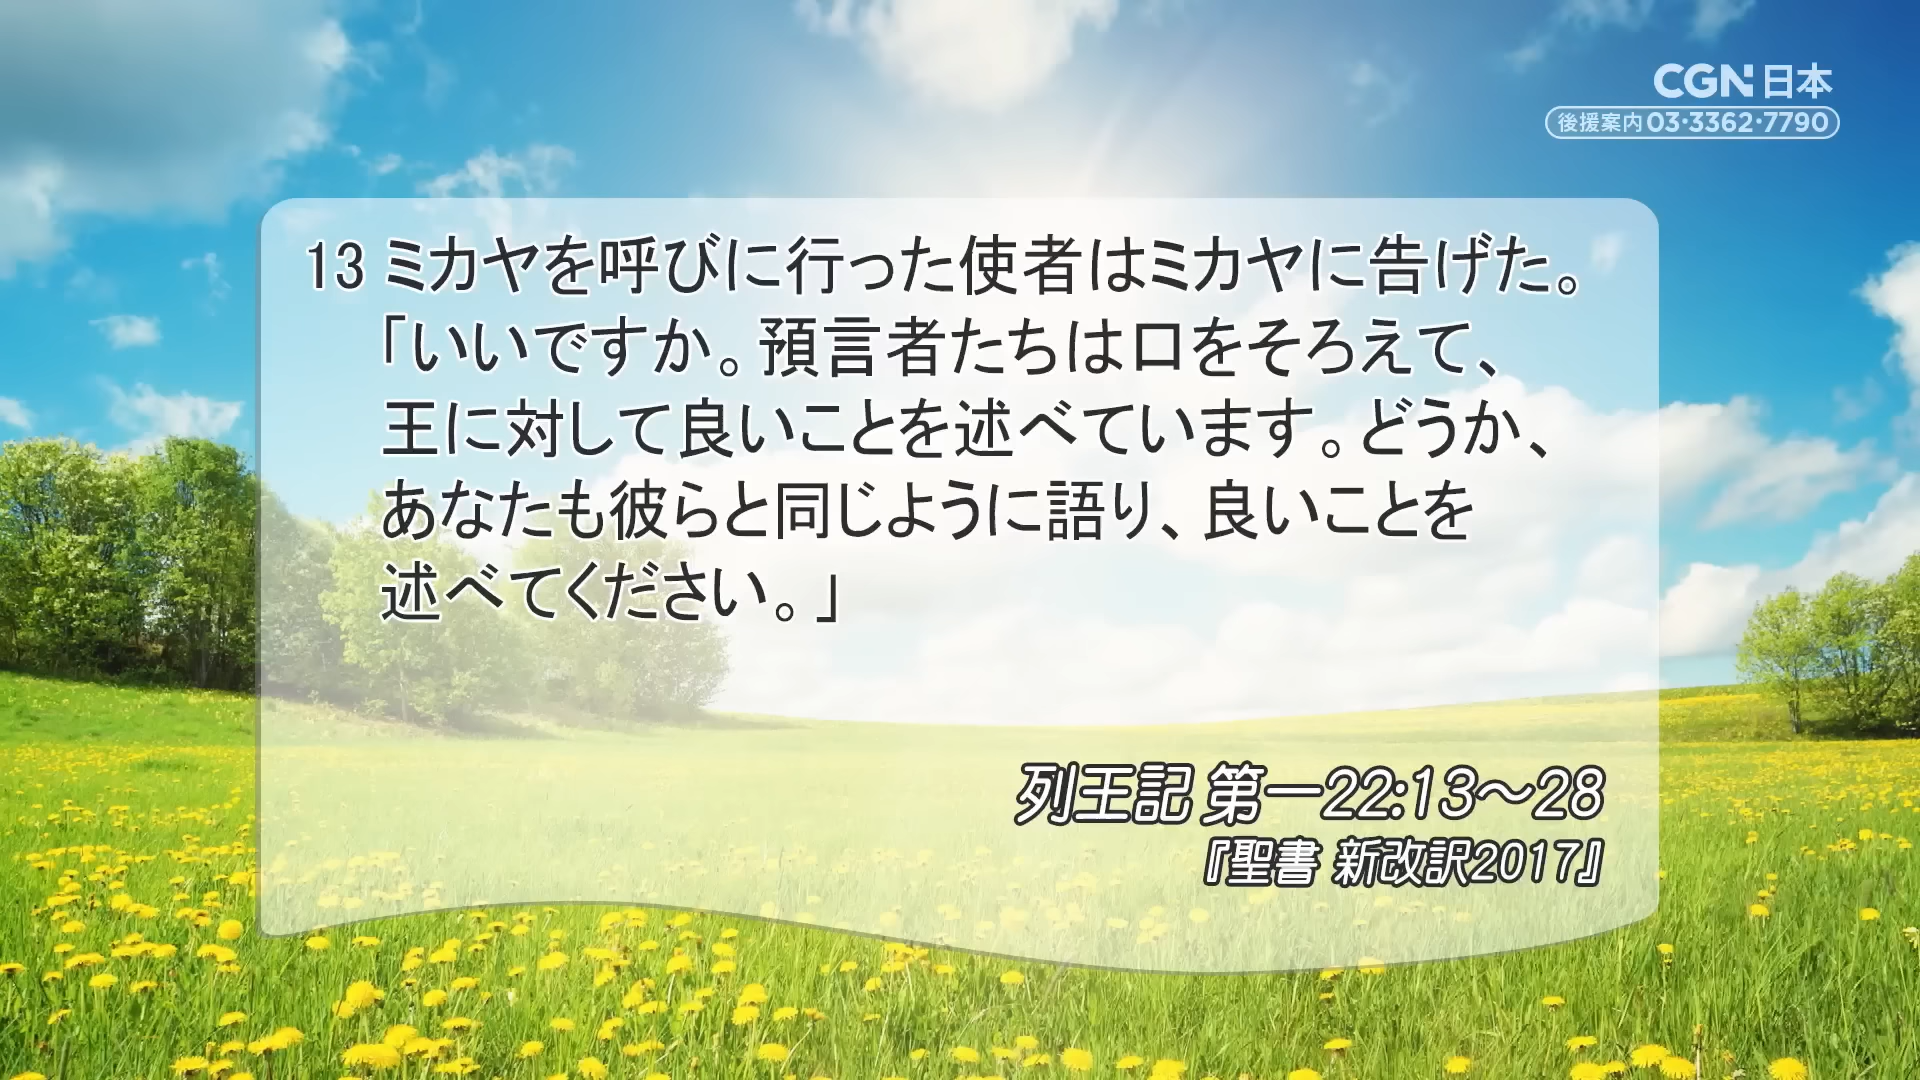 CGN日本
後援案内03·3362·7790
13 ミカヤを呼びに行った使者はミカヤに告げた。
「いいですか。預言者たちは口をそろえて、
王に対して良いことを述べています。どうか、
あなたも彼らと同じように語り、良いことを
述べてください。」
列王記 第一22:13〜28
『聖書 新改訳2017』